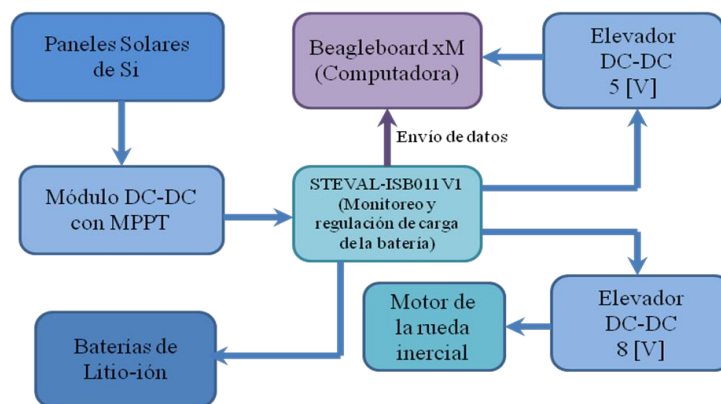 Paneles Solares
de Si
Beagleboard xM
(Computadora)
Elevador
DC-DC
5 [V]
Envío de datos
Módulo DC-DC
con MPPT
STEVAL-ISB011V1
(Monitoreo y
regulación de carga
de la batería)
Baterías de
Litio-ión
Motor de
la rueda
inercial
Elevador
DC-DC
8 [V]